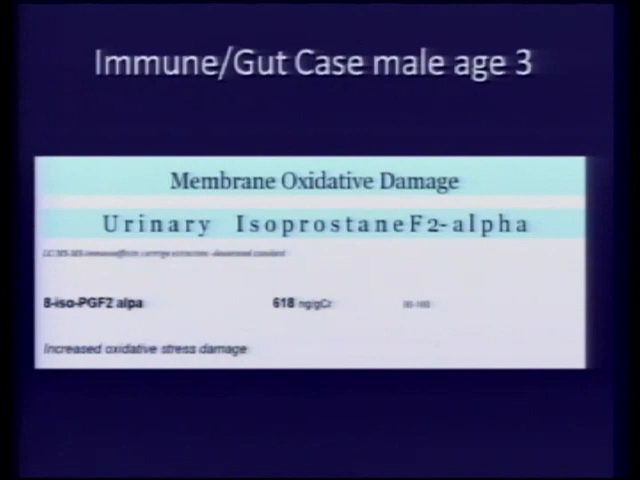 Immune/Gut Case male age 3
Membrane Oxidative Damage
Urinary IsoprostaneF2-alpha
8-iso-PGF2 alpa 618 ng/gCr
Increased oxidative stress damage